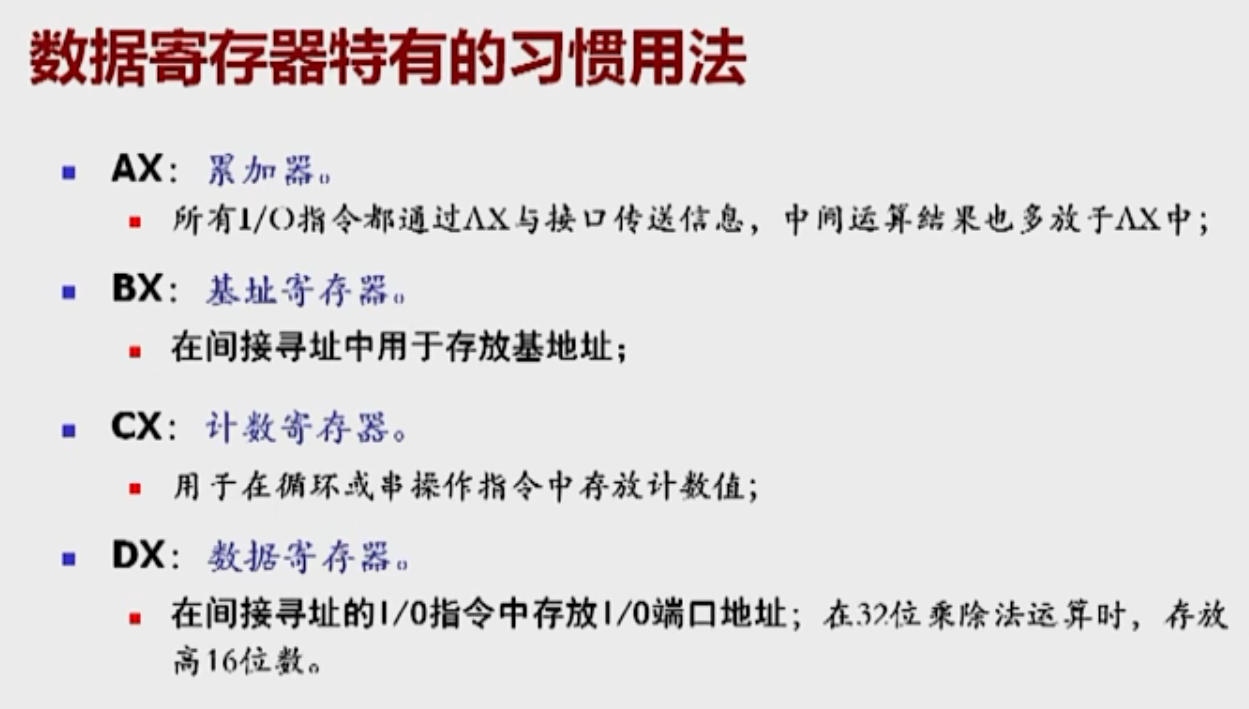 数据寄存器特有的习惯用法
AX：累加器。
所有I/O指令都通过AX与接口传送信息，中间运算结果也多放于AX中；
BX：基址寄存器。
在间接寻址中用于存放基地址；
CX：计数寄存器。
用于在循环或串操作指令中存放计数值；
DX：数据寄存器。
在间接寻址的I/O指令中存放I/O端口地址；在32位乘除法运算时，存放
高16位数。